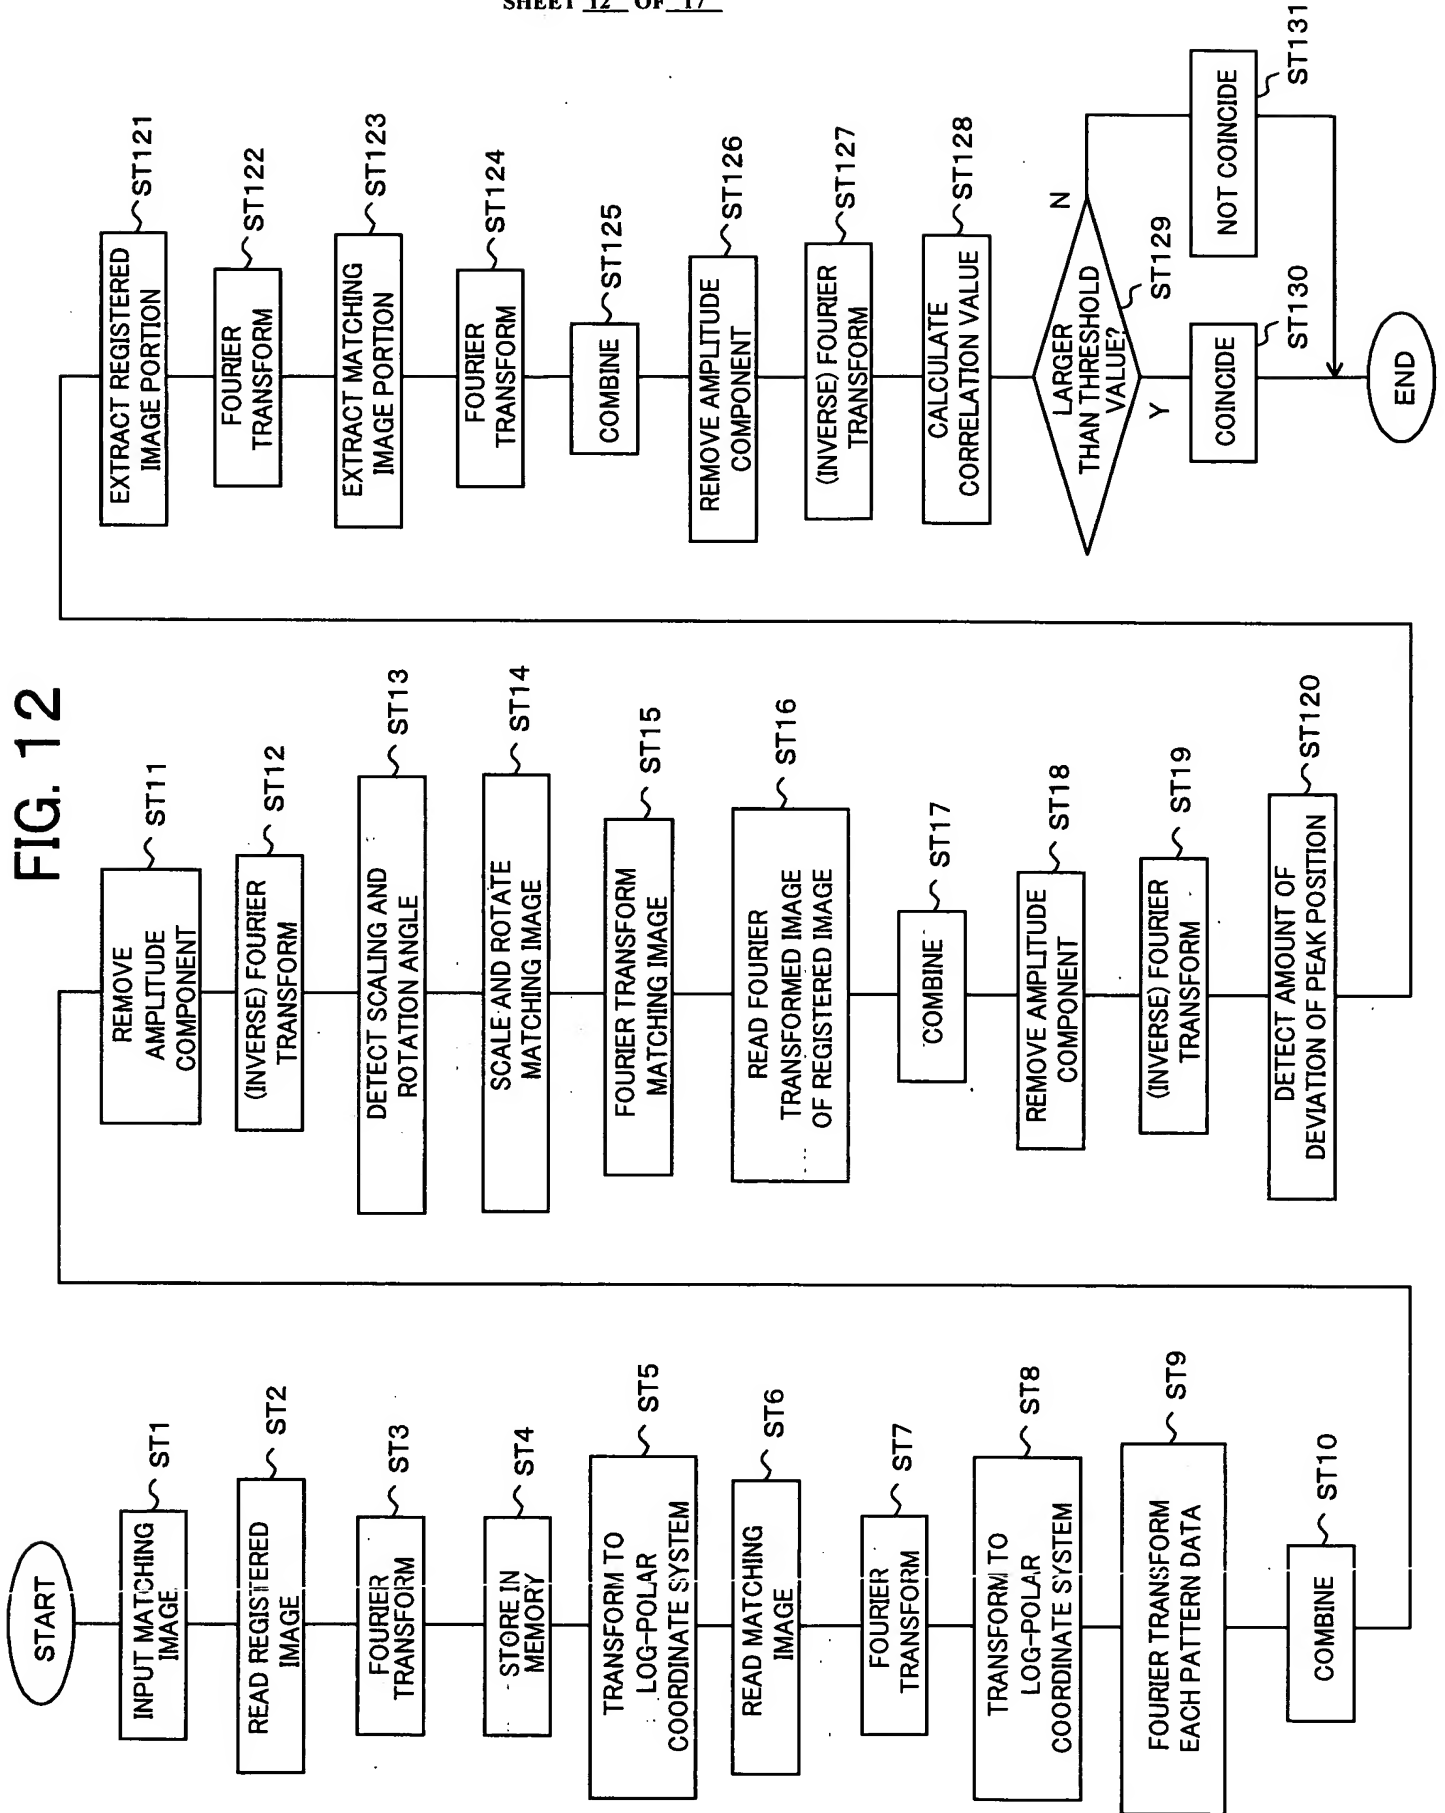 SHEET 12 OF 17
FIG. 12
START
INPUT MATCHING
IMAGE
ST1
READ REGISTERED
IMAGE
ST2
FOURIER
TRANSFORM
ST3
STORE IN
MEMORY
ST4
TRANSFORM TO
LOG-POLAR
COORDINATE SYSTEM
ST5
READ MATCHING
IMAGE
ST6
FOURIER
TRANSFORM
ST7
TRANSFORM TO
LOG-POLAR
COORDINATE SYSTEM
ST8
FOURIER TRANSFORM
EACH PATTERN DATA
ST9
COMBINE
ST10
REMOVE
AMPLITUDE
COMPONENT
ST11
(INVERSE) FOURIER
TRANSFORM
ST12
DETECT SCALING AND
ROTATION ANGLE
ST13
SCALE AND ROTATE
MATCHING IMAGE
ST14
FOURIER TRANSFORM
MATCHING IMAGE
ST15
READ FOURIER
TRANSFORMED IMAGE
OF REGISTERED IMAGE
ST16
COMBINE
ST17
REMOVE AMPLITUDE
COMPONENT
ST18
(INVERSE) FOURIER
TRANSFORM
ST19
DETECT AMOUNT OF
DEVIATION OF PEAK POSITION
ST120
EXTRACT REGISTERED
IMAGE PORTION
ST121
FOURIER
TRANSFORM
ST122
EXTRACT MATCHING
IMAGE PORTION
ST123
FOURIER
TRANSFORM
ST124
COMBINE
ST125
REMOVE AMPLITUDE
COMPONENT
ST126
(INVERSE) FOURIER
TRANSFORM
ST127
CALCULATE
CORRELATION VALUE
ST128
LARGER
THAN THRESHOLD
VALUE?
ST129
N
Y
COINCIDE
ST130
NOT COINCIDE
ST131
END